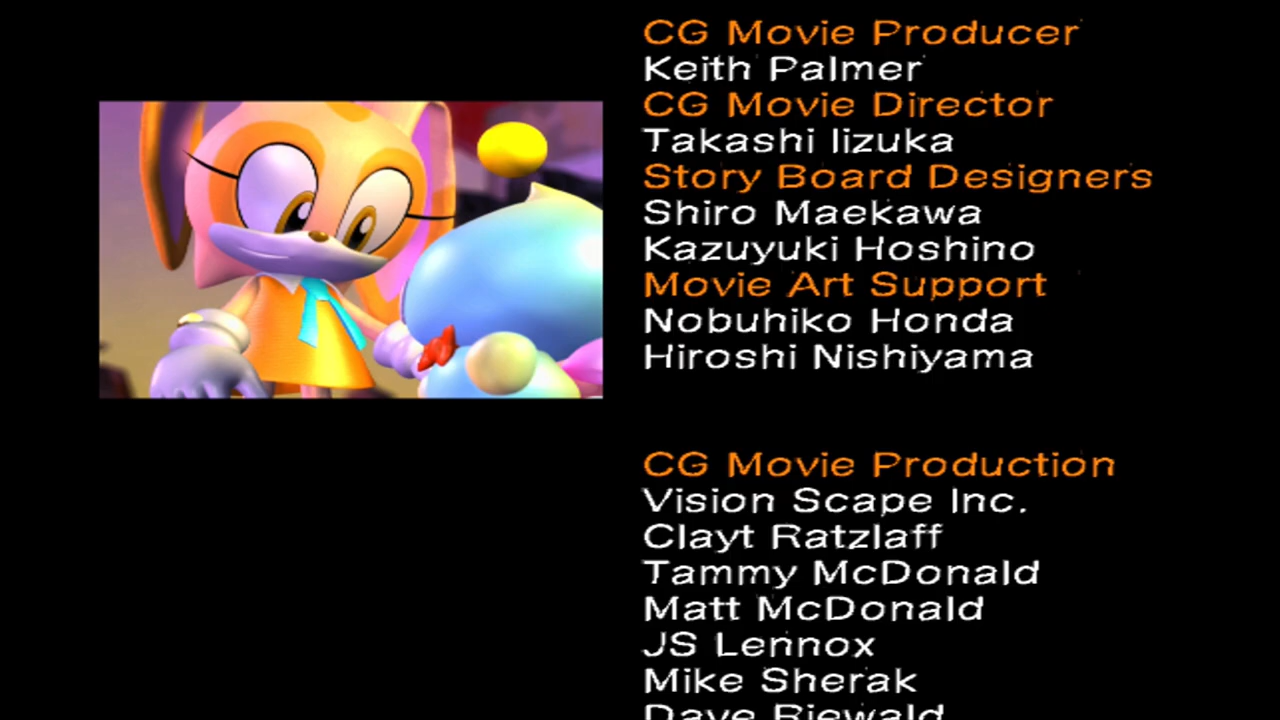 CG Movie Producer
Keith Palmer
CG Movie Director
Takashi Iizuka
Story Board Designers
Shiro Maekawa
Kazuyuki Hoshino
Movie Art Support
Nobuhiko Honda
Hiroshi Nishiyama
CG Movie Production
Vision Scape Inc.
Clayt Ratzlaff
Tammy McDonald
Matt McDonald
JS Lennox
Mike Sherak
Dave Riewald